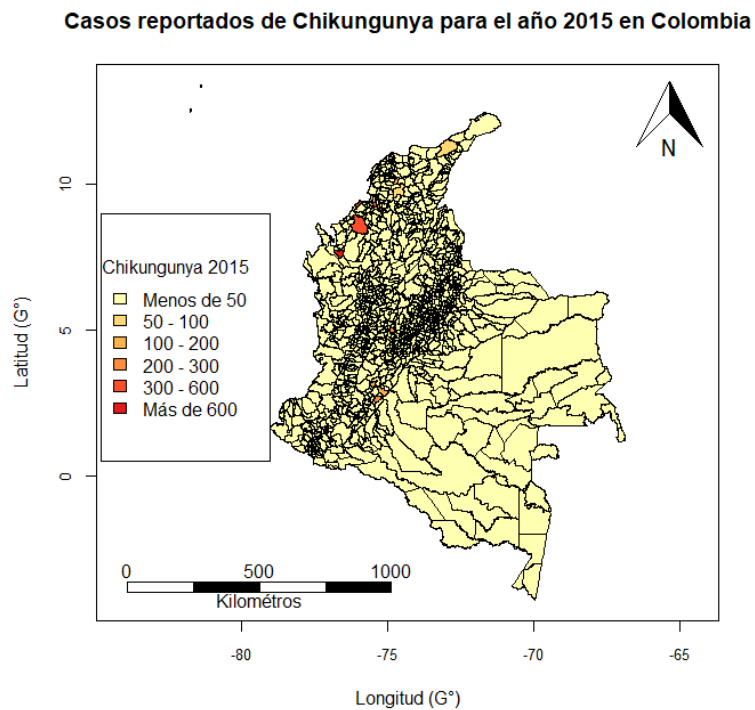 Casos reportados de Chikungunya para el año 2015 en Colombia
N
10
5
0
Latitud (G°)
Chikungunya 2015
Menos de 50
50 - 100
100 - 200
200 - 300
300 - 600
Más de 600
0 500 1000
Kilométros
-80 -75 -70 -65
Longitud (G°)